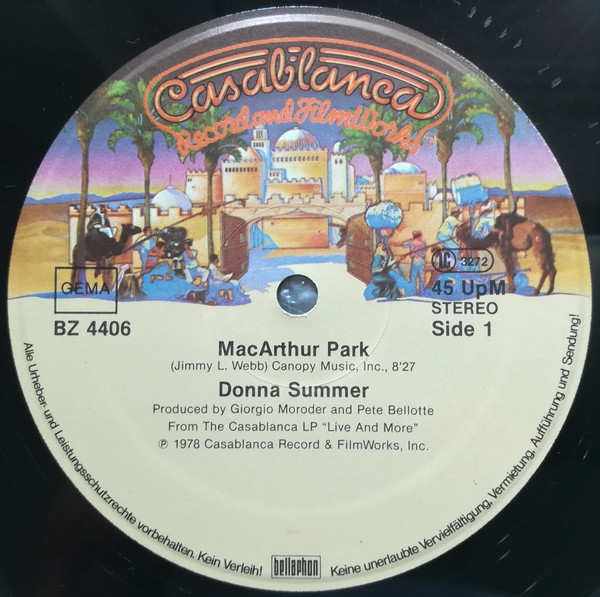 Casablanca
Record and FilmWorks™
GEMA
BZ 4406
1C 3272
45 UpM
STEREO
Side 1
MacArthur Park
(Jimmy L. Webb) Canopy Music, Inc., 8'27
Donna Summer
Produced by Giorgio Moroder and Pete Bellotte
From The Casablanca LP "Live And More"
℗ 1978 Casablanca Record & FilmWorks, Inc.
Alle Urheber- und Leistungsschutzrechte vorbehalten. Kein Verleih!
bellaphon
Keine unerlaubte Vervielfältigung, Vermietung, Aufführung und Sendung!